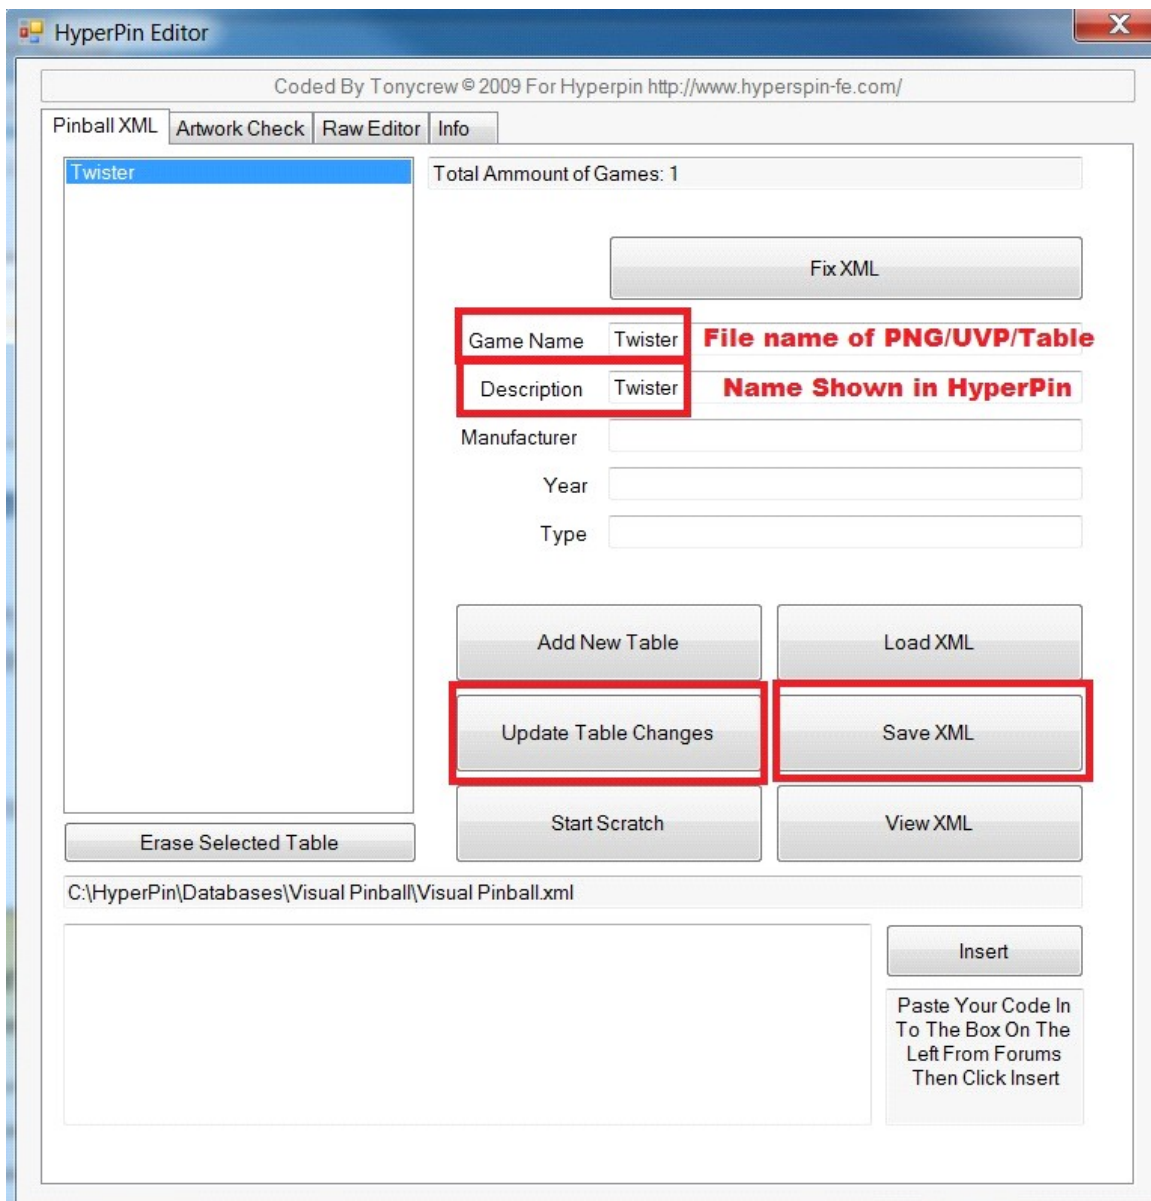 HyperPin Editor
X
Coded By Tonycrew © 2009 For Hyperpin http://www.hyperspin-fe.com/
Pinball XML Artwork Check Raw Editor Info
Twister
Total Ammount of Games: 1
Fix XML
Game Name Twister File name of PNG/UVP/Table
Description Twister Name Shown in HyperPin
Manufacturer
Year
Type
Add New Table Load XML
Update Table Changes Save XML
Start Scratch View XML
Erase Selected Table
C:\HyperPin\Databases\Visual Pinball\Visual Pinball.xml
Insert
Paste Your Code In
To The Box On The
Left From Forums
Then Click Insert